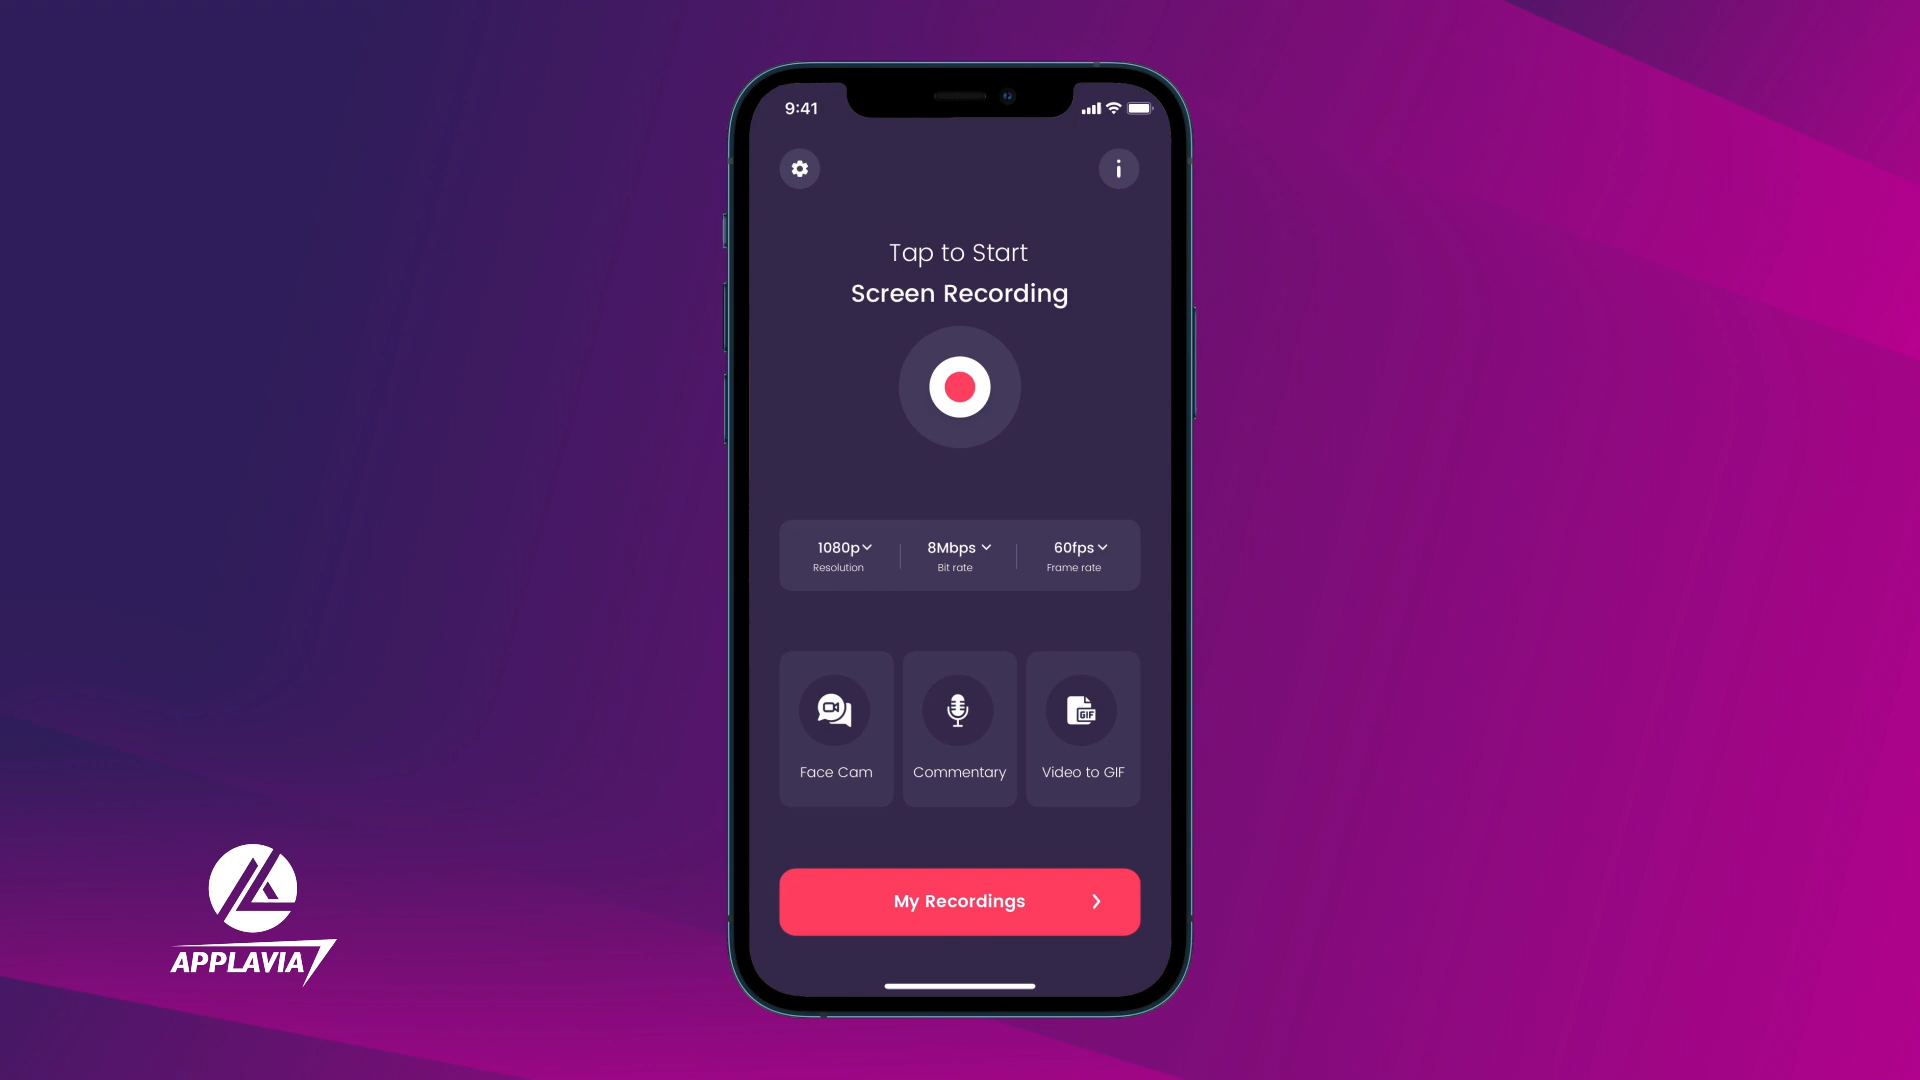 9:41
Tap to Start
Screen Recording
1080p 8Mbps 60fps
Resolution Bit rate Frame rate
GIF
Face Cam Commentary Video to GIF
My Recordings
APPLAVIA